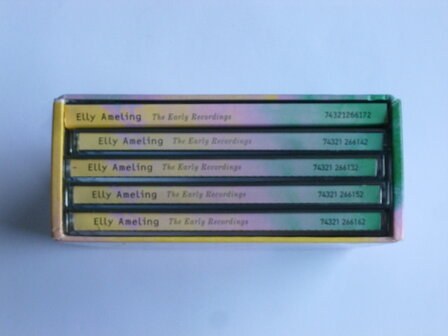 Elly Ameling The Early Recordings 74321266172
Elly Ameling The Early Recordings 74321 266142
Elly Ameling The Early Recordings 74321 266132
Elly Ameling The Early Recordings 74321 266152
Elly Ameling The Early Recordings 74321 266162